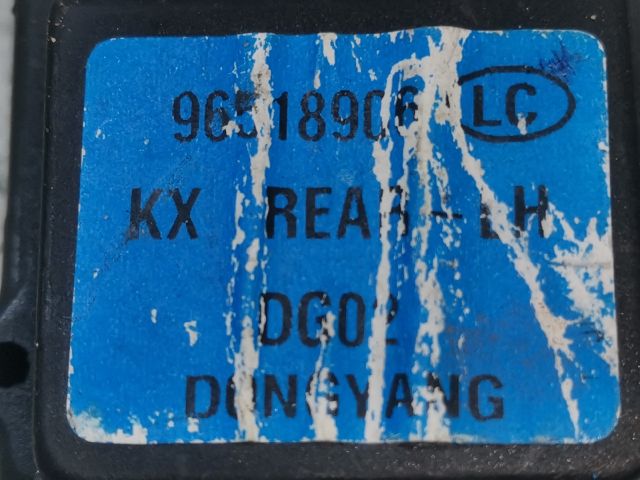 96518906 LC
KX REAR-LH
DG02
DONGYANG